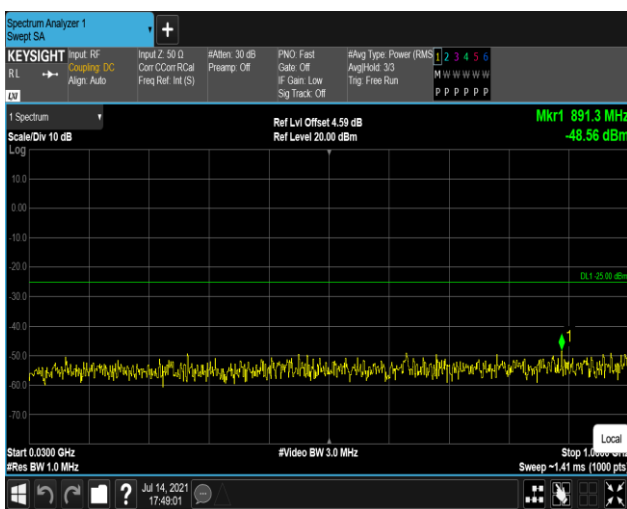 Spectrum Analyzer 1
Swept SA
+
KEYSIGHT
RL
LXI
Input: RF
Coupling: DC
Align: Auto
Input Z: 50 Ω
Corr CCorr RCal
Freq Ref: Int (S)
#Atten: 30 dB
Preamp: Off
PNO: Fast
Gate: Off
IF Gain: Low
Sig Track: Off
#Avg Type: Power (RMS
Avg|Hold: 3/3
Trig: Free Run
1 2 3 4 5 6
M W W W W W
P P P P P P
1 Spectrum
Scale/Div 10 dB
Log
Ref Lvl Offset 4.59 dB
Ref Level 20.00 dBm
Mkr1 891.3 MHz
-48.56 dBm
10.0
0.00
-10.0
-20.0
DL1 -25.00 dBm
-30.0
-40.0
1
-50.0
-60.0
-70.0
Local
Start 0.0300 GHz
#Res BW 1.0 MHz
#Video BW 3.0 MHz
Stop 1.0000 GHz
Sweep ~1.41 ms (1000 pts)
?
Jul 14, 2021
17:49:01